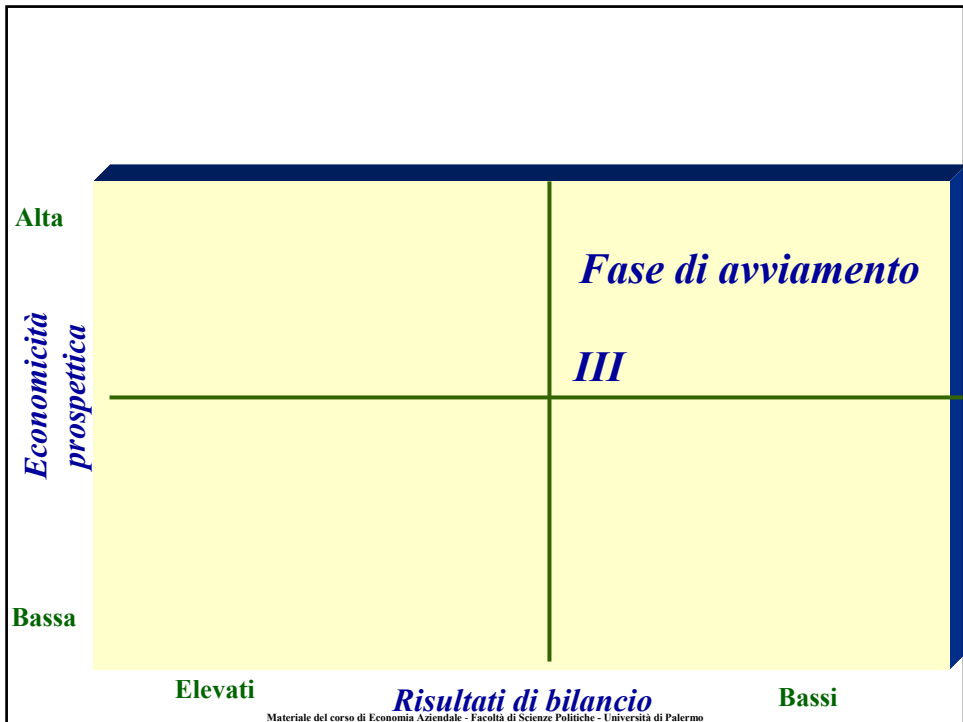 Alta
Fase di avviamento
III
Economicità
prospettica
Bassa
Elevati
Risultati di bilancio
Bassi
Materiale del corso di Economia Aziendale - Facoltà di Scienze Politiche - Università di Palermo